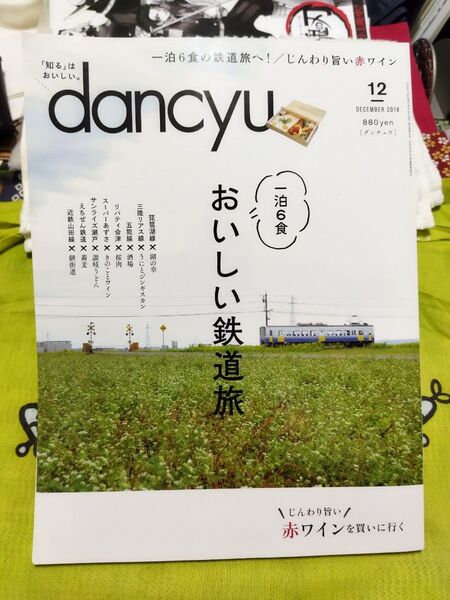 一泊6食の鉄道旅へ!／じんわり旨い赤ワイン
「知る」は
おいしい。
dancyu
12
DECEMBER 2018
880yen
[ダンチュウ]
一泊6食
おいしい鉄道旅
琵琶湖線×湖の幸
三陸リアス線×うにとジンギスカン
五能線×酒場
リバティ会津×桜肉
スーパーあずさ×きのことワイン
サンライズ瀬戸×讃岐うどん
えちぜん鉄道×蕎麦
近鉄山田線×餅街道
じんわり旨い
赤ワインを買いに行く